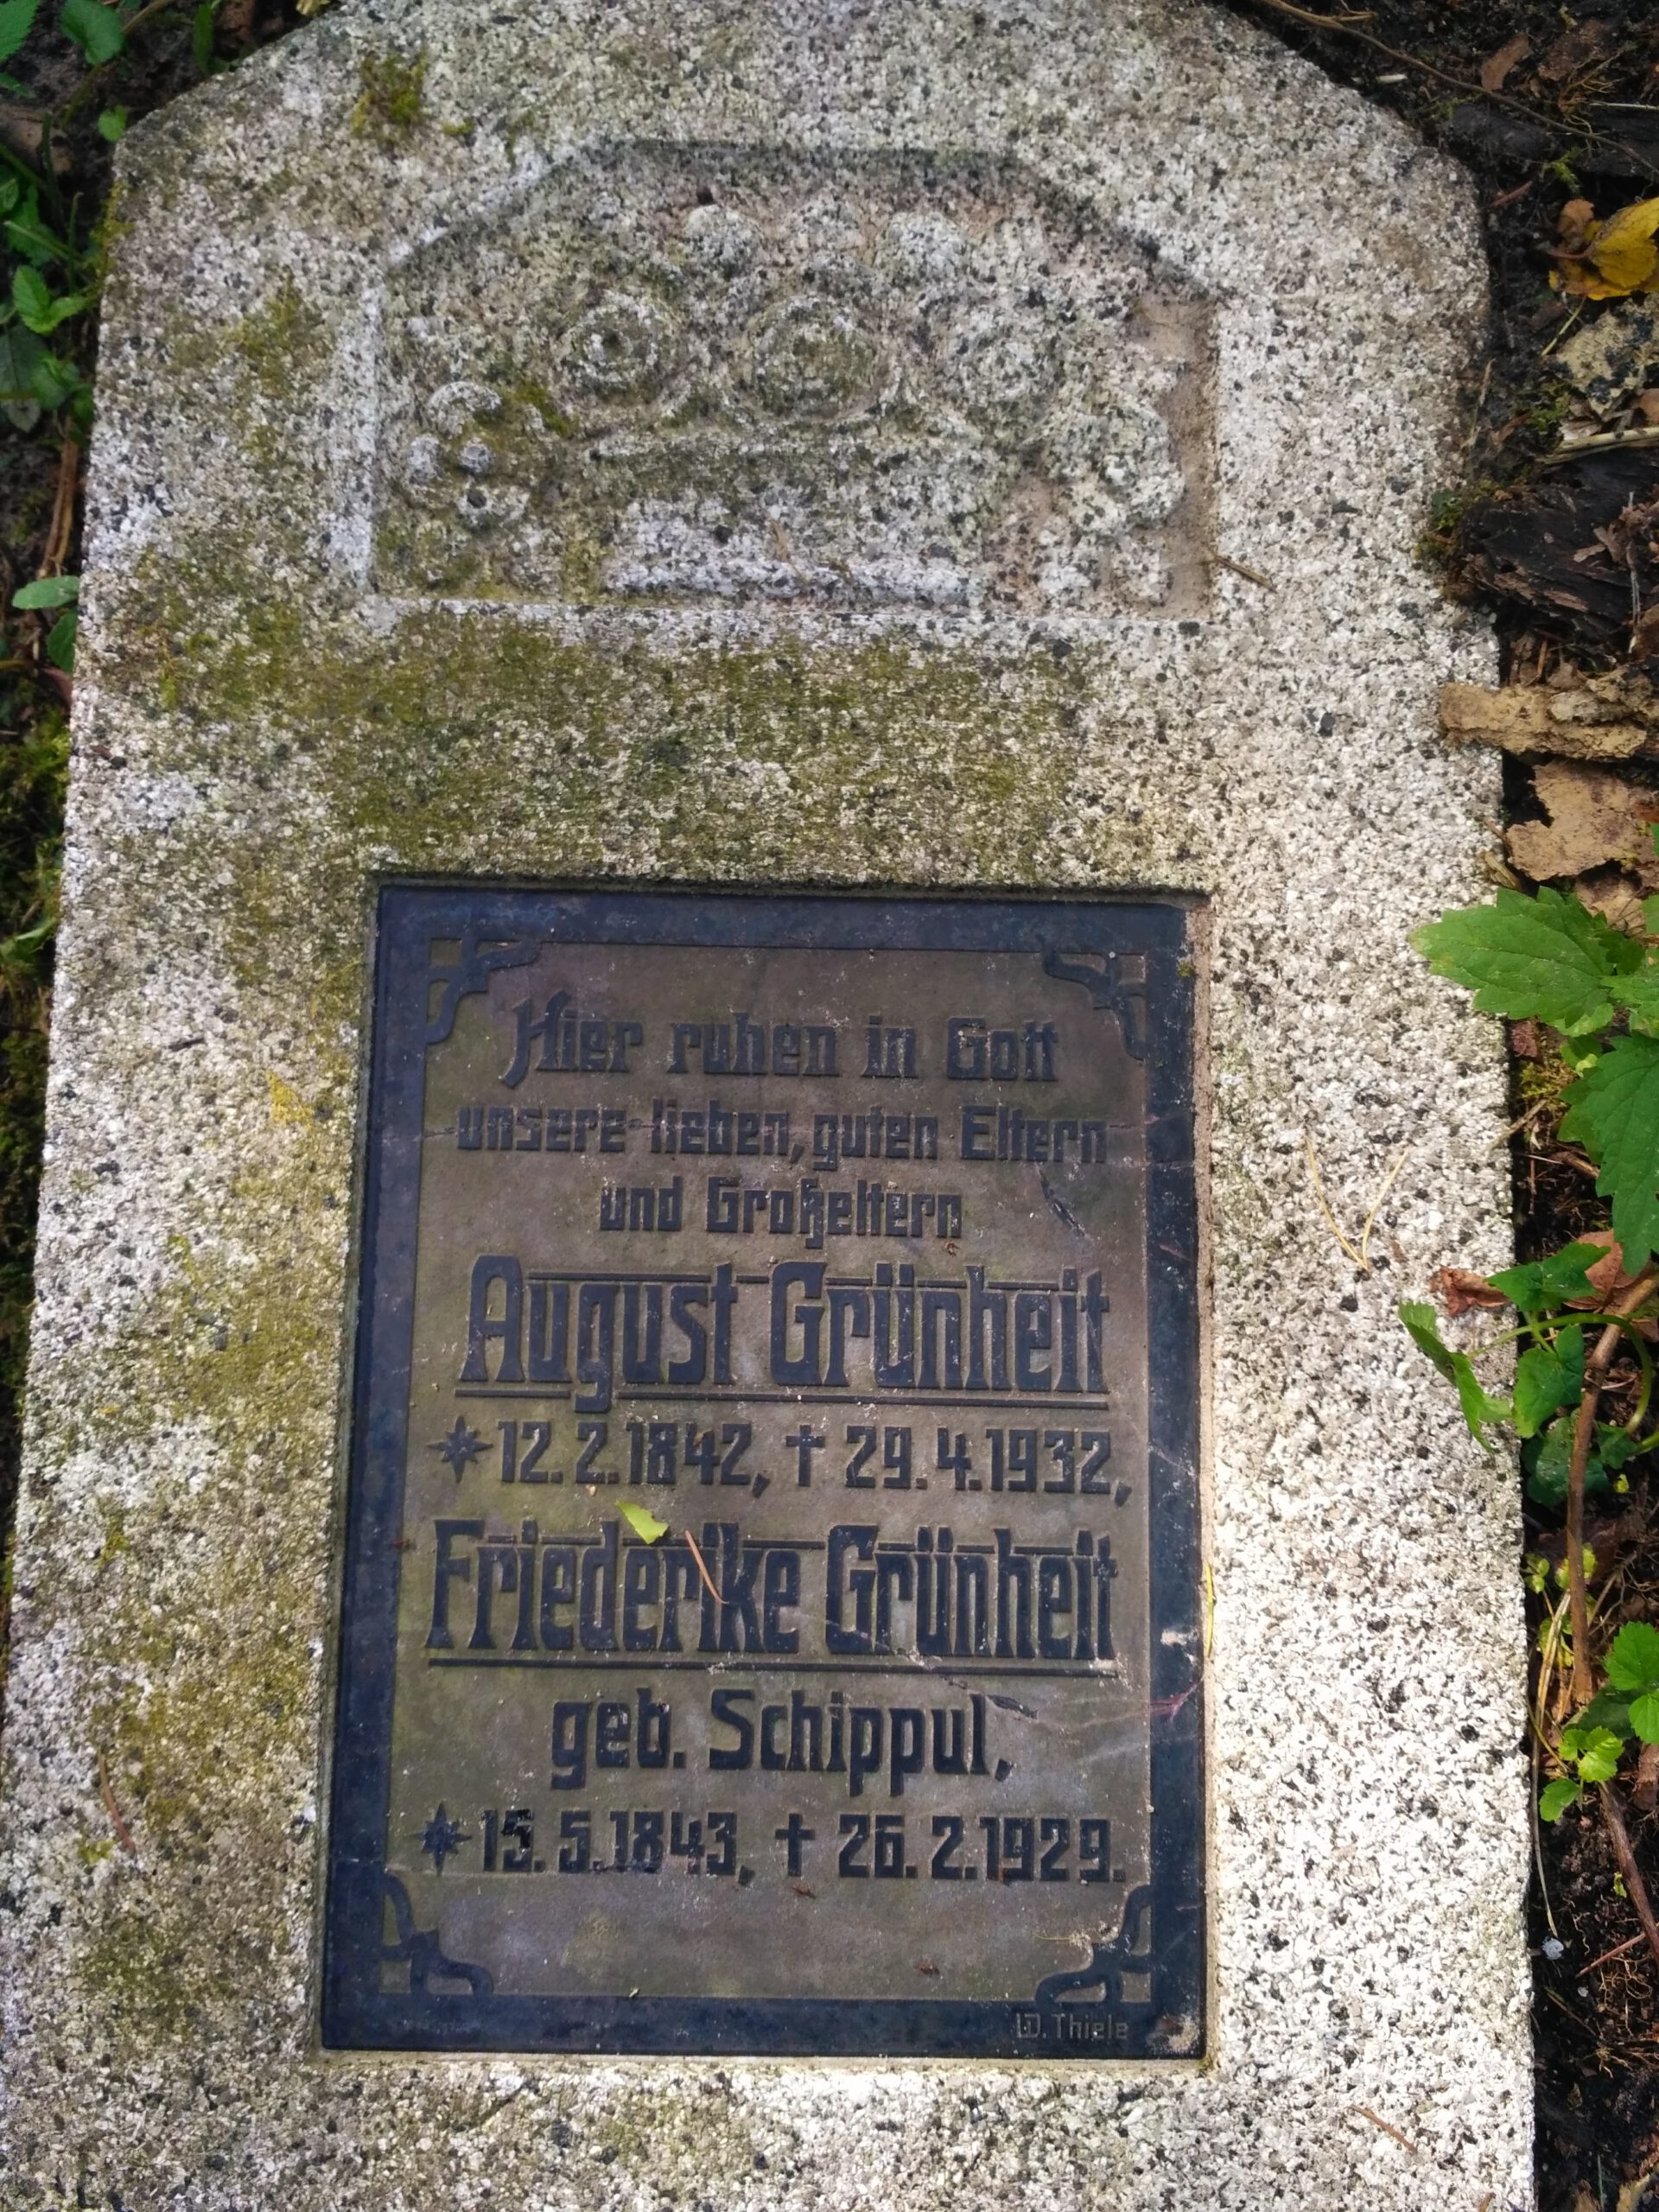 Hier ruhen in Gott
unsere lieben, guten Eltern
und Großeltern
August Grünheit
* 12. 2. 1842, † 29. 4. 1932,
Friederike Grünheit
geb. Schippul,
* 15. 5. 1843, † 26. 2. 1929.
W. Thiele